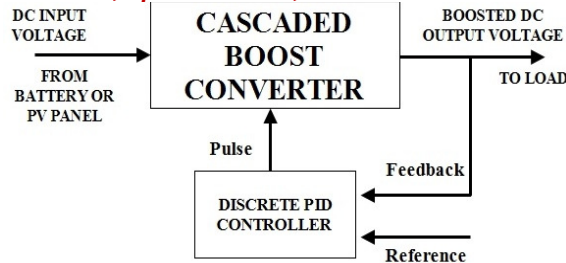 DC INPUT
VOLTAGE
FROM
BATTERY OR
PV PANEL
CASCADED
BOOST
CONVERTER
BOOSTED DC
OUTPUT VOLTAGE
TO LOAD
Pulse
Feedback
DISCRETE PID
CONTROLLER
Reference